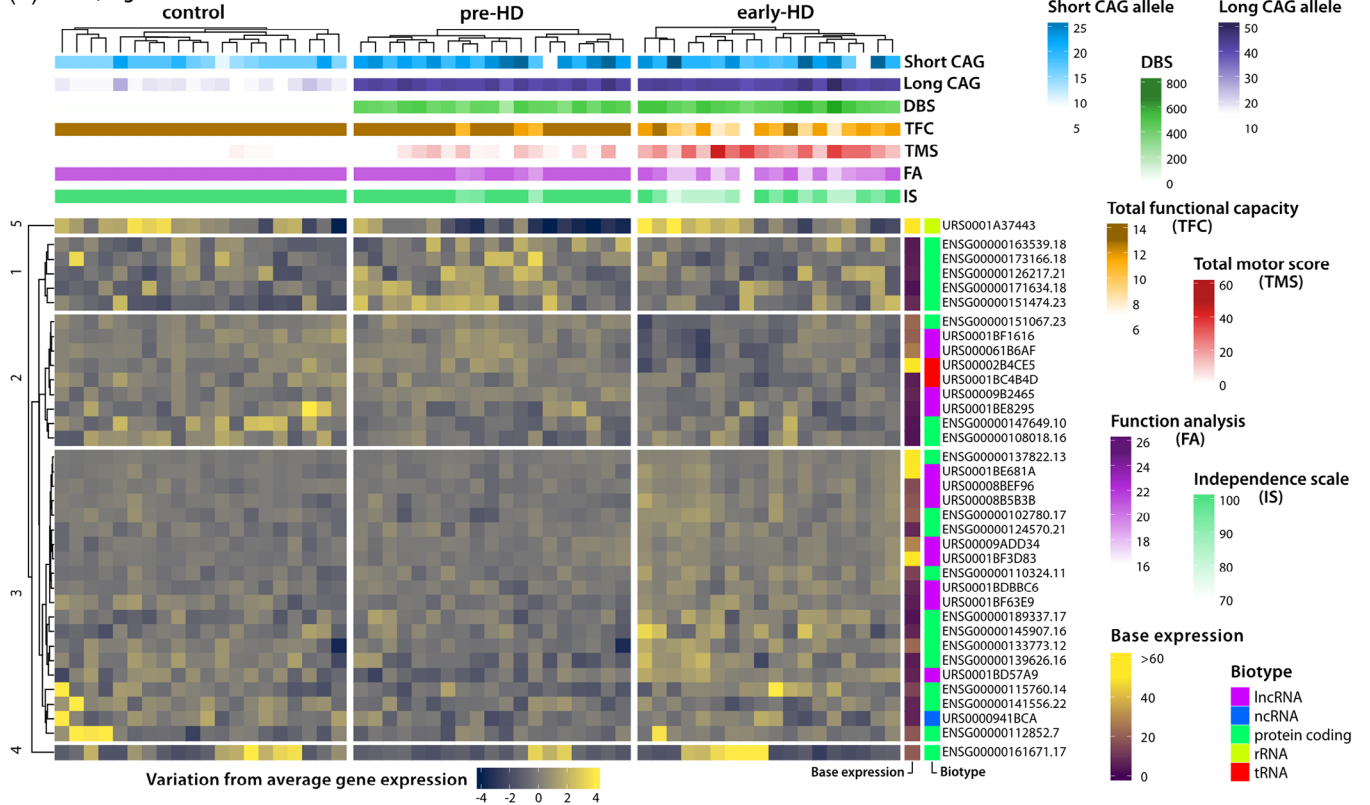 control
pre-HD
early-HD
Short CAG
Long CAG
DBS
TFC
TMS
FA
IS
5
1
2
3
4
URS0001A37443
ENSG00000163539.18
ENSG00000173166.18
ENSG00000126217.21
ENSG00000171634.18
ENSG00000151474.23
ENSG00000151067.23
URS0001BF1616
URS000061B6AF
URS00002B4CE5
URS0001BC4B4D
URS00009B2465
URS0001BE8295
ENSG00000147649.10
ENSG00000108018.16
ENSG00000137822.13
URS0001BE681A
URS00008BEF96
URS00008B5B3B
ENSG00000102780.17
ENSG00000124570.21
URS00009ADD34
URS0001BF3D83
ENSG00000110324.11
URS0001BDBBC6
URS0001BF63E9
ENSG00000189337.17
ENSG00000145907.16
ENSG00000133773.12
ENSG00000139626.16
URS0001BD57A9
ENSG00000115760.14
ENSG00000141556.22
URS0000941BCA
ENSG00000112852.7
ENSG00000161671.17
Base expression
Biotype
Variation from average gene expression
-4 -2 0 2 4
Short CAG allele
25
20
15
10
5
Long CAG allele
50
40
30
20
10
DBS
800
600
400
200
0
Total functional capacity
(TFC)
14
12
10
8
6
Total motor score
(TMS)
60
40
20
0
Function analysis
(FA)
26
24
22
20
18
16
Independence scale
(IS)
100
90
80
70
Base expression
>60
40
20
0
Biotype
lncRNA
ncRNA
protein coding
rRNA
tRNA